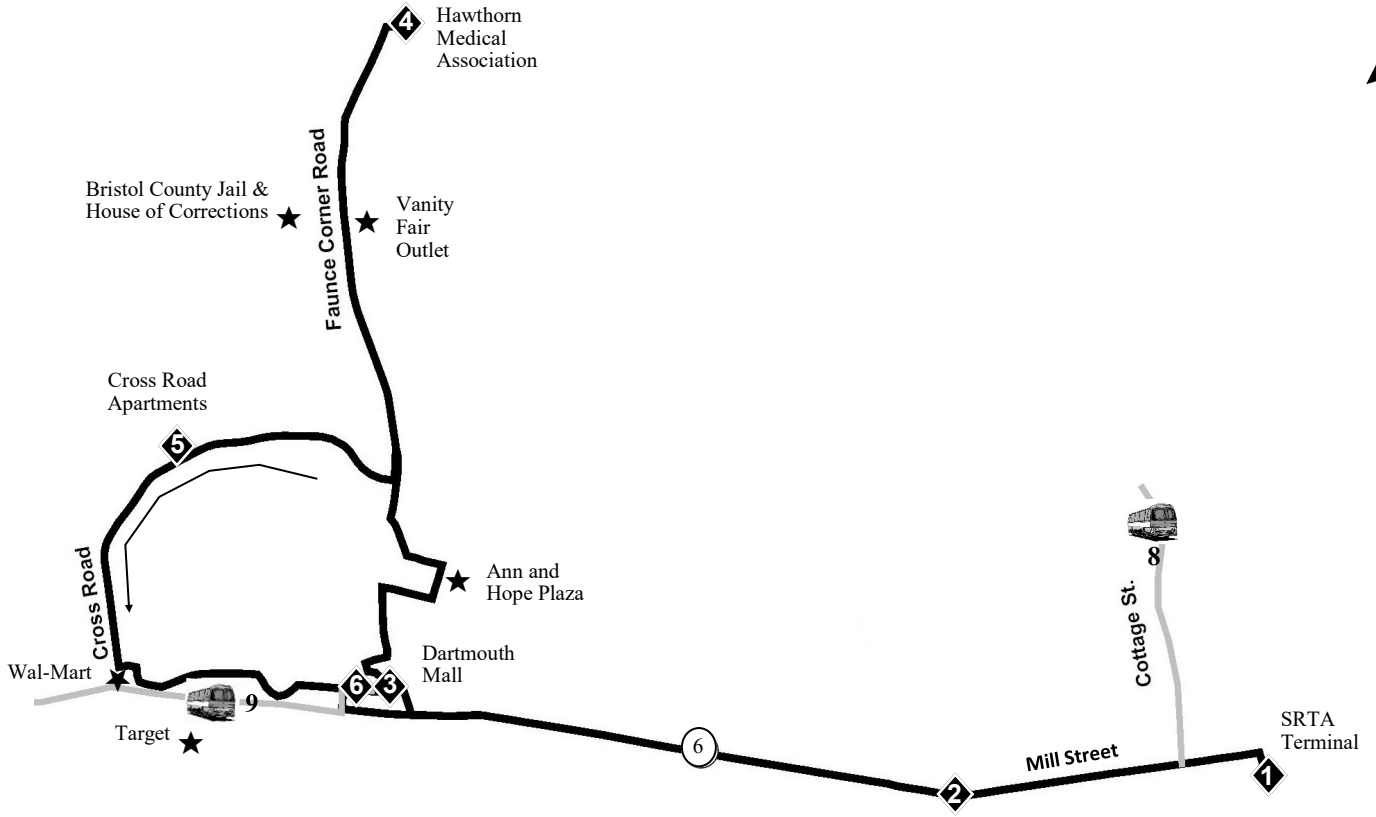 4
Hawthorn
Medical
Association
Faunce Corner Road
Bristol County Jail &
House of Corrections
Vanity
Fair
Outlet
Cross Road
Apartments
5
8
Cottage St.
Ann and
Hope Plaza
Cross Road
Wal-Mart
Dartmouth
Mall
6
3
9
Target
6
Mill Street
SRTA
Terminal
2
1